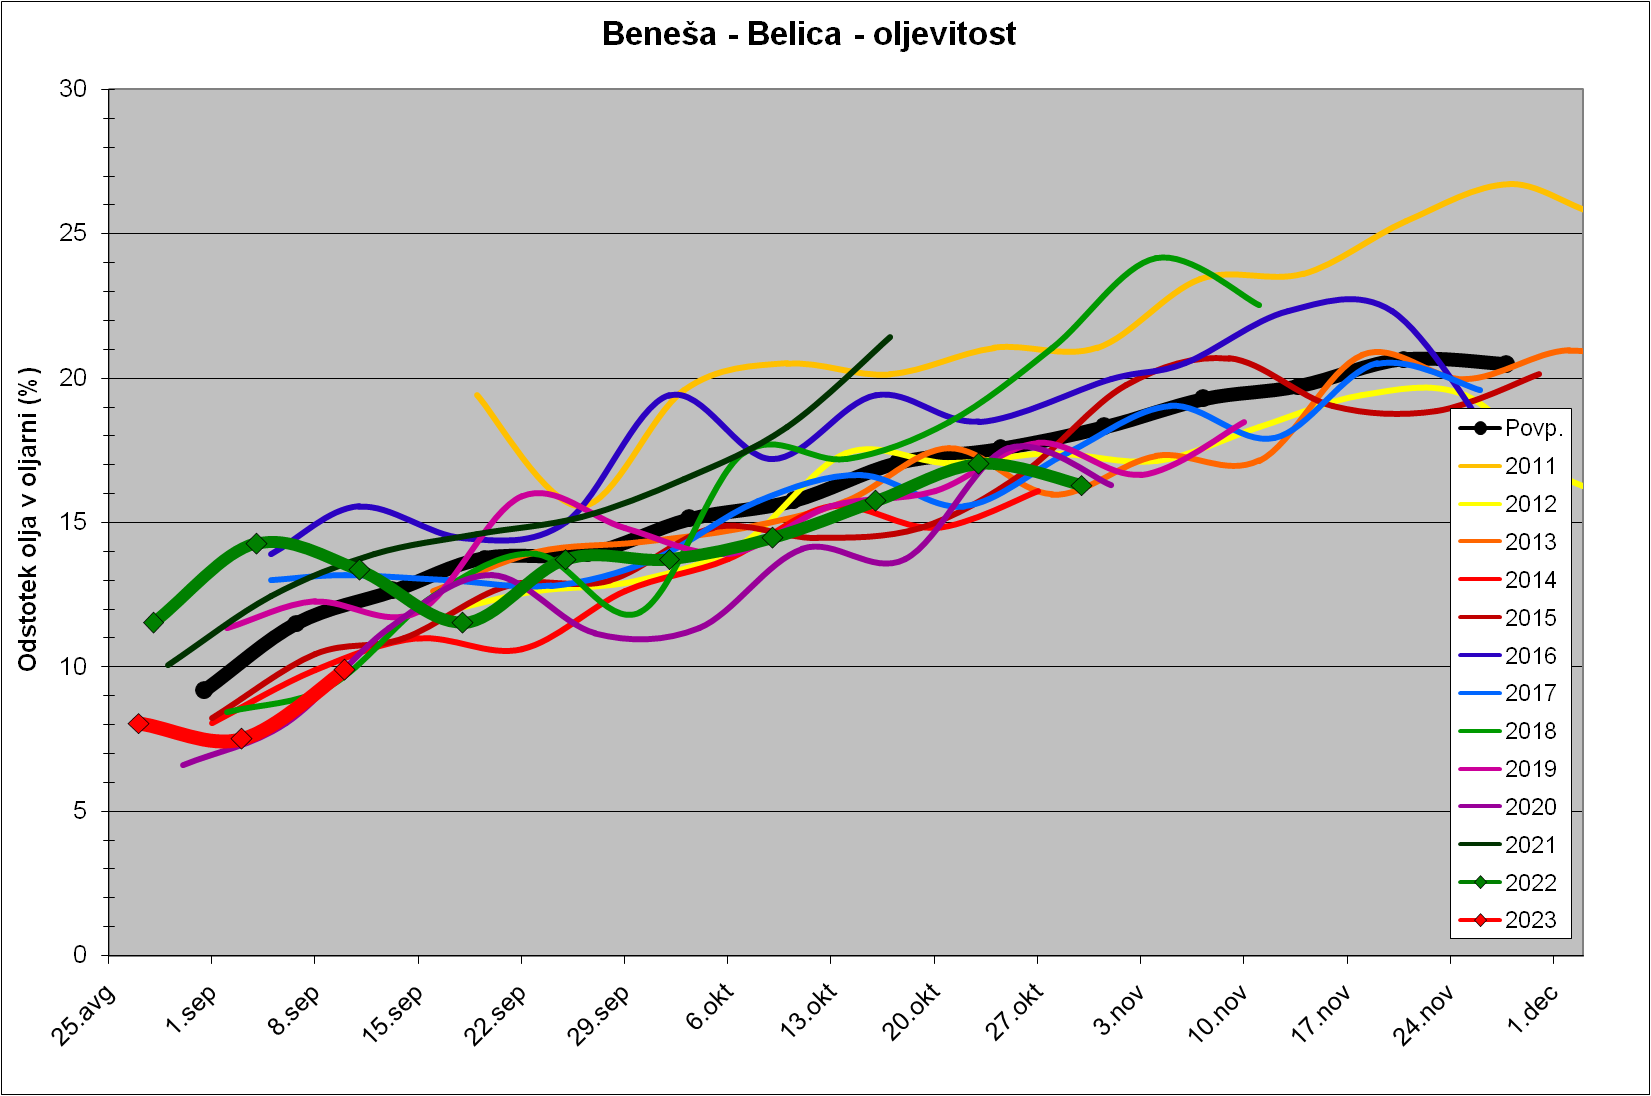 Beneša - Belica - oljevitost
Odstotek olja v oljarni (%)
30
25
20
15
10
5
0
25.avg
1.sep
8.sep
15.sep
22.sep
29.sep
6.okt
13.okt
20.okt
27.okt
3.nov
10.nov
17.nov
24.nov
1.dec
Povp.
2011
2012
2013
2014
2015
2016
2017
2018
2019
2020
2021
2022
2023